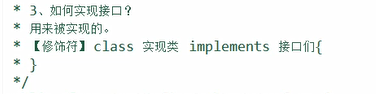 * 3、如何实现接口?
* 用来被实现的。
* 【修饰符】class 实现类 implements 接口们{
* }
*/